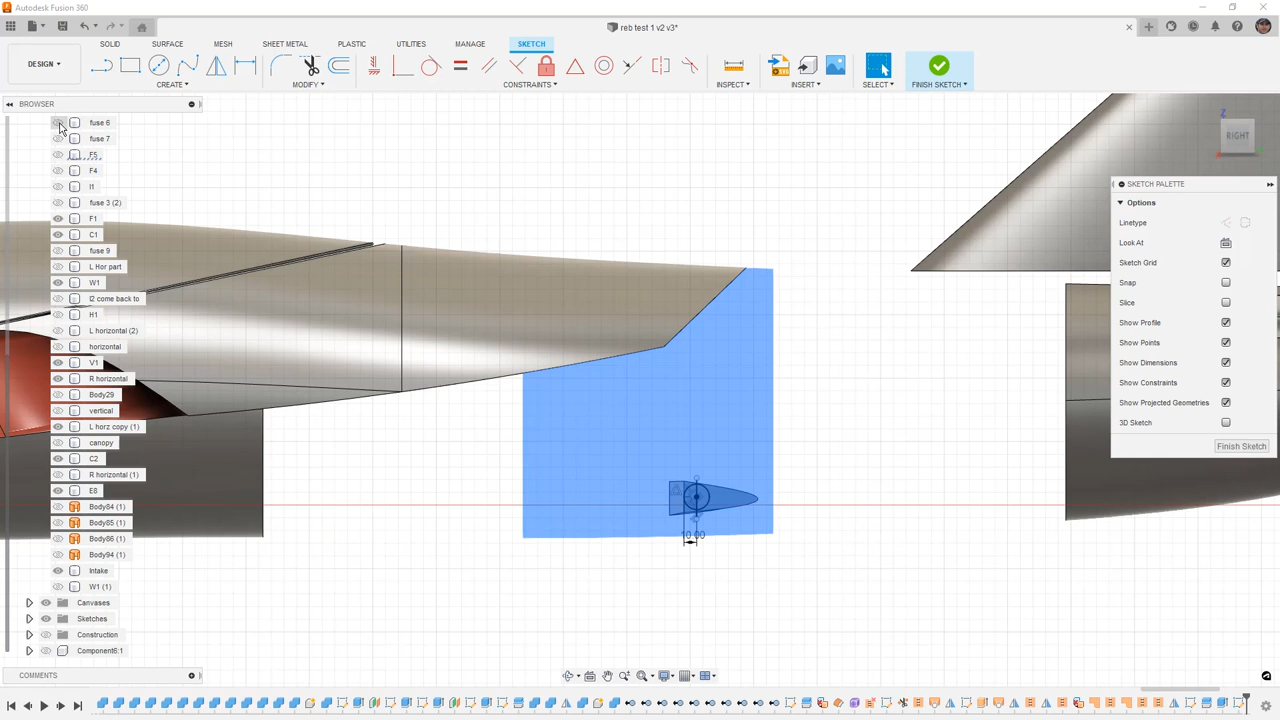 Autodesk Fusion 360
reb test 1 v2 v3*
SOLID SURFACE MESH SHEET METAL PLASTIC UTILITIES MANAGE SKETCH
DESIGN
CREATE MODIFY CONSTRAINTS INSPECT INSERT SELECT FINISH SKETCH
BROWSER
fuse 6
fuse 7
F5
F4
I1
fuse 3 (2)
F1
C1
fuse 9
L Hor part
W1
I2 come back to
H1
L horizontal (2)
horizontal
V1
R horizontal
Body29
vertical
L horz copy (1)
canopy
C2
R horizontal (1)
E8
Body84 (1)
Body85 (1)
Body86 (1)
Body94 (1)
Intake
W1 (1)
Canvases
Sketches
Construction
Component6:1
COMMENTS
10.00
Z
RIGHT
SKETCH PALETTE
Options
Linetype
Look At
Sketch Grid
Snap
Slice
Show Profile
Show Points
Show Dimensions
Show Constraints
Show Projected Geometries
3D Sketch
Finish Sketch